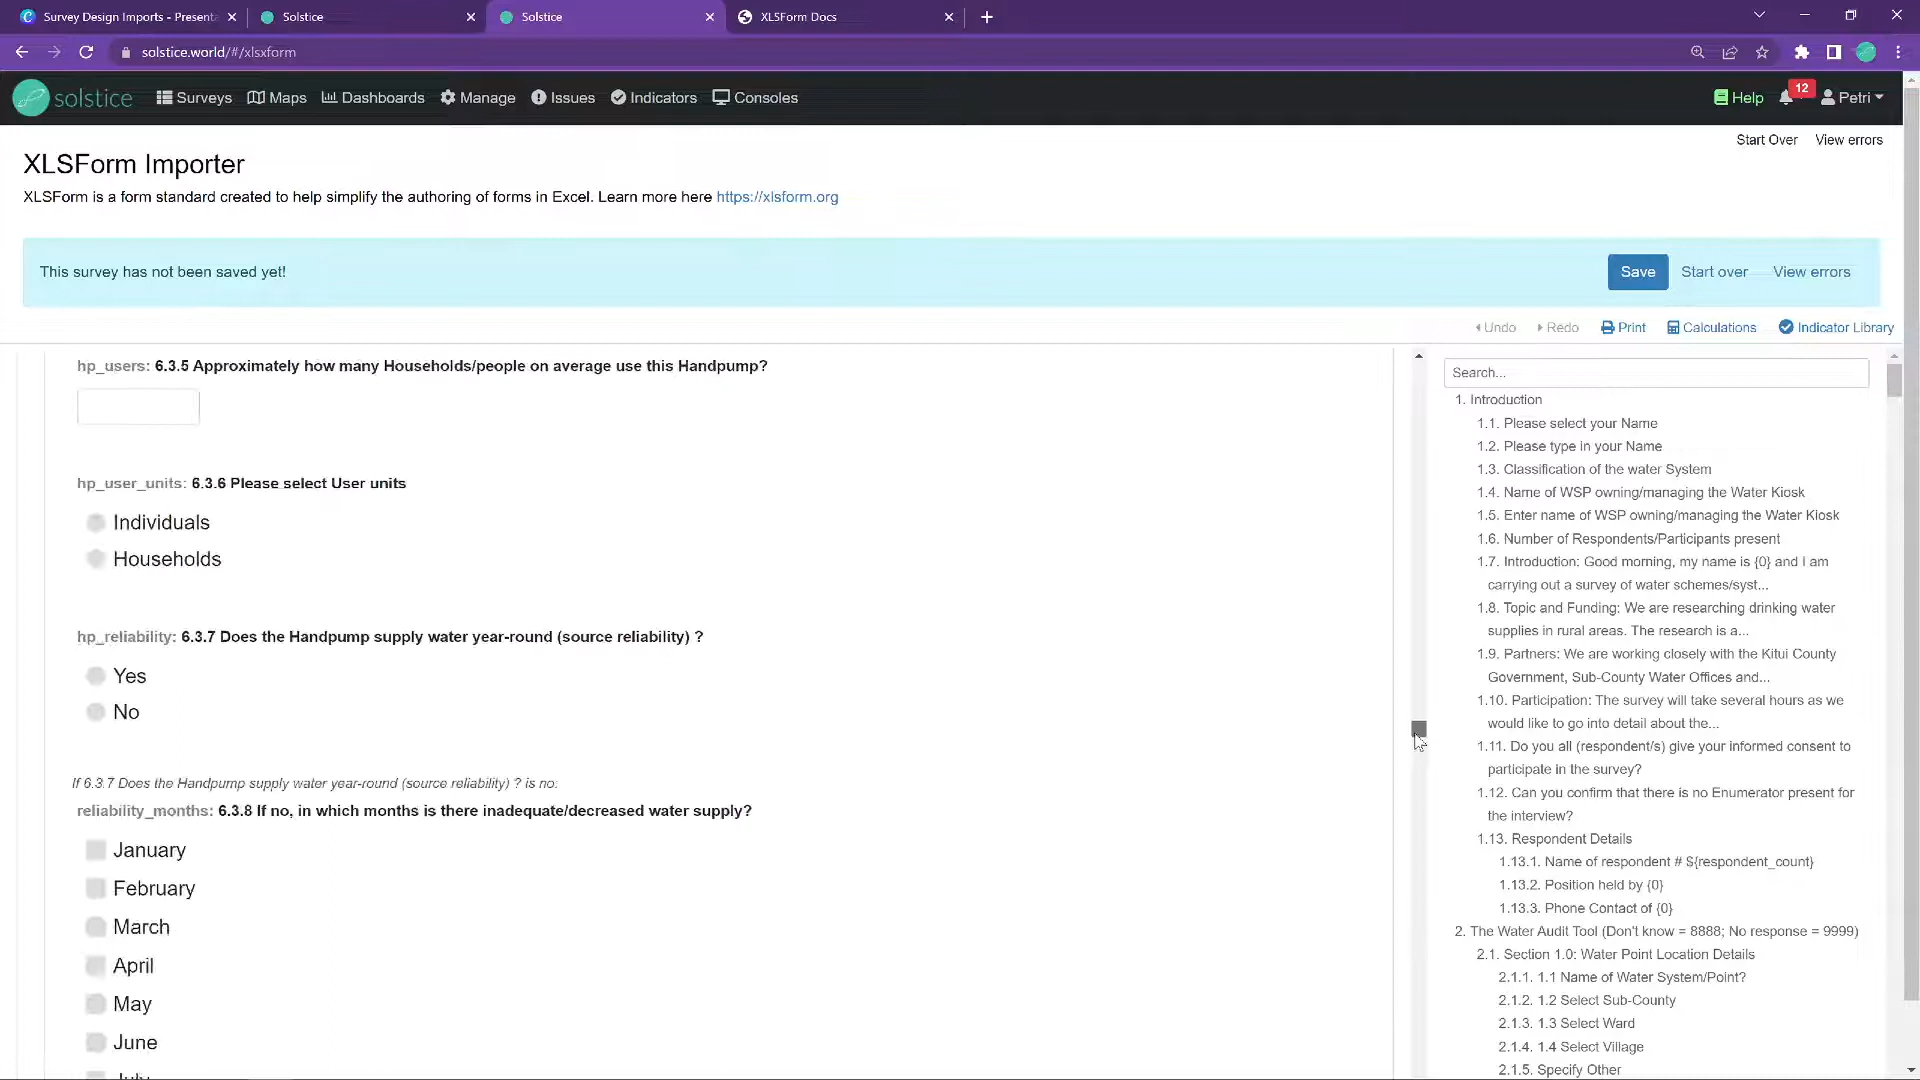 Survey Design Imports - Presenta
Solstice
Solstice
XLSForm Docs
solstice.world/#/xlsxform
solstice
Surveys
Maps
Dashboards
Manage
Issues
Indicators
Consoles
Help
12
Petri
Start Over
View errors
XLSForm Importer
XLSForm is a form standard created to help simplify the authoring of forms in Excel. Learn more here https://xlsform.org
This survey has not been saved yet!
Save
Start over
View errors
Undo
Redo
Print
Calculations
Indicator Library
hp_users: 6.3.5 Approximately how many Households/people on average use this Handpump?
hp_user_units: 6.3.6 Please select User units
Individuals
Households
hp_reliability: 6.3.7 Does the Handpump supply water year-round (source reliability) ?
Yes
No
If 6.3.7 Does the Handpump supply water year-round (source reliability) ? is no:
reliability_months: 6.3.8 If no, in which months is there inadequate/decreased water supply?
January
February
March
April
May
June
July
Search...
1. Introduction
1.1. Please select your Name
1.2. Please type in your Name
1.3. Classification of the water System
1.4. Name of WSP owning/managing the Water Kiosk
1.5. Enter name of WSP owning/managing the Water Kiosk
1.6. Number of Respondents/Participants present
1.7. Introduction: Good morning, my name is {0} and I am
carrying out a survey of water schemes/syst...
1.8. Topic and Funding: We are researching drinking water
supplies in rural areas. The research is a...
1.9. Partners: We are working closely with the Kitui County
Government, Sub-County Water Offices and...
1.10. Participation: The survey will take several hours as we
would like to go into detail about the...
1.11. Do you all (respondent/s) give your informed consent to
participate in the survey?
1.12. Can you confirm that there is no Enumerator present for
the interview?
1.13. Respondent Details
1.13.1. Name of respondent # ${respondent_count}
1.13.2. Position held by {0}
1.13.3. Phone Contact of {0}
2. The Water Audit Tool (Don't know = 8888; No response = 9999)
2.1. Section 1.0: Water Point Location Details
2.1.1. 1.1 Name of Water System/Point?
2.1.2. 1.2 Select Sub-County
2.1.3. 1.3 Select Ward
2.1.4. 1.4 Select Village
2.1.5. Specify Other